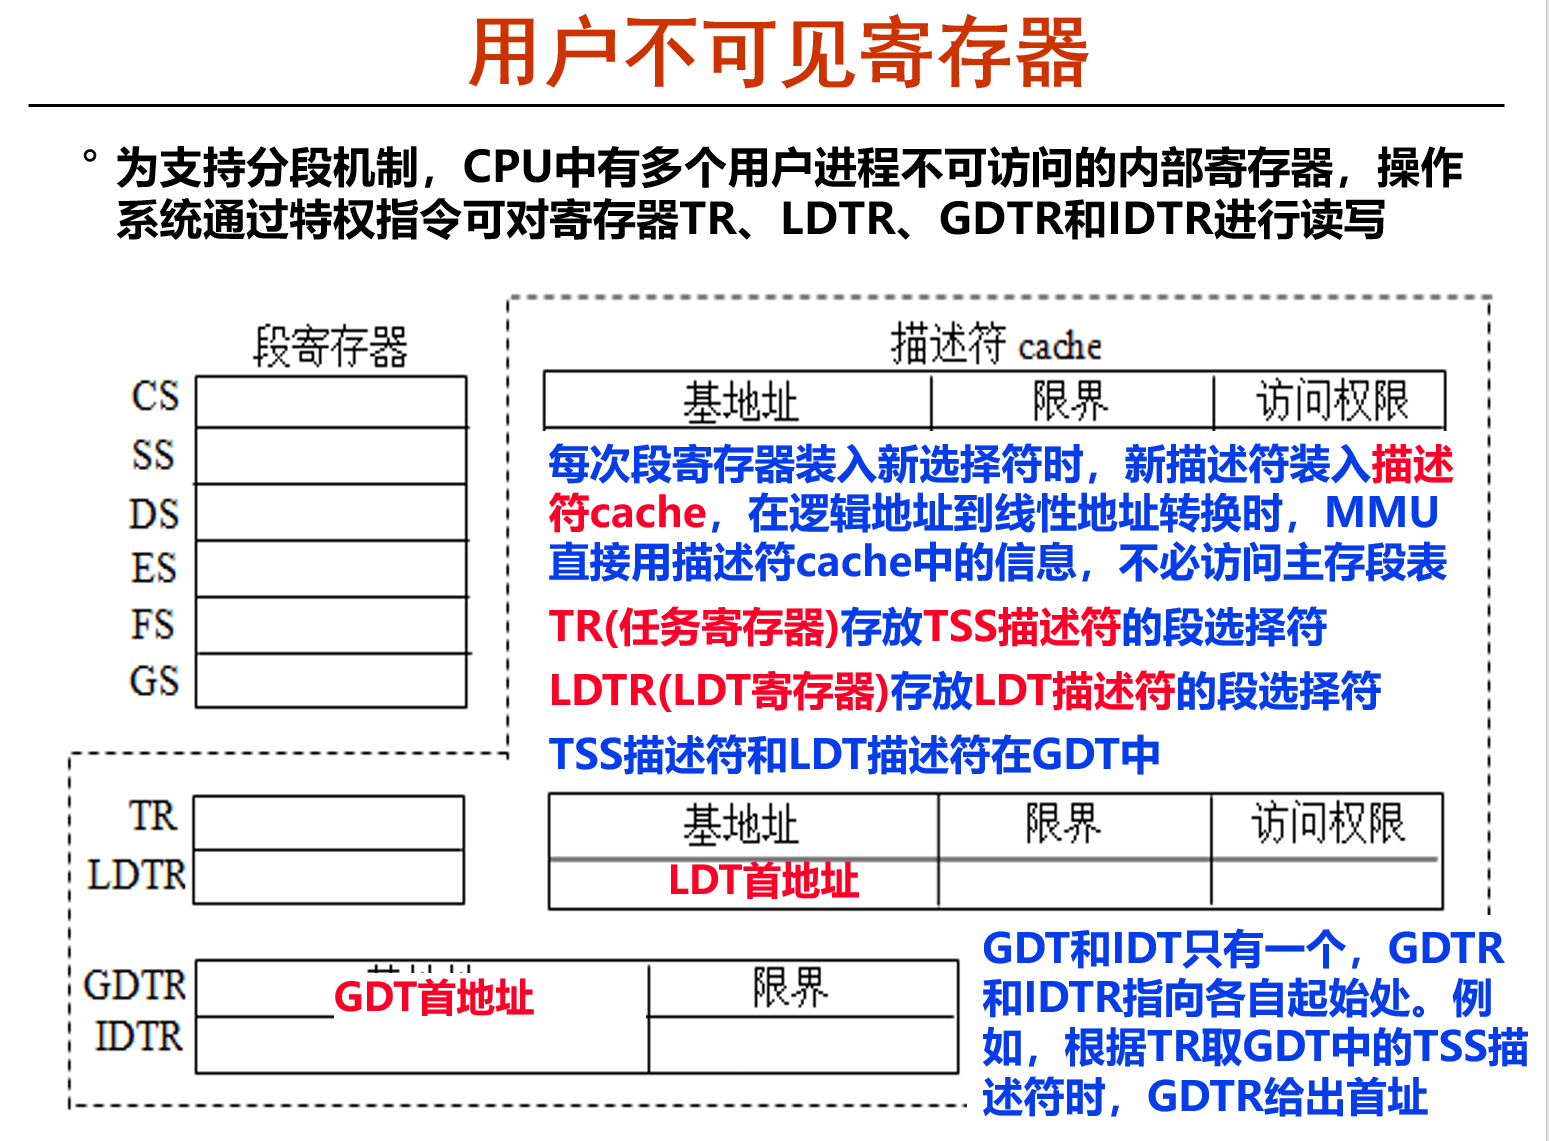 用户不可见寄存器
° 为支持分段机制，CPU中有多个用户进程不可访问的内部寄存器，操作
系统通过特权指令可对寄存器TR、LDTR、GDTR和IDTR进行读写
段寄存器
CS
SS
DS
ES
FS
GS
描述符 cache
基地址 限界 访问权限
每次段寄存器装入新选择符时，新描述符装入描述
符cache，在逻辑地址到线性地址转换时，MMU
直接用描述符cache中的信息，不必访问主存段表
TR(任务寄存器)存放TSS描述符的段选择符
LDTR(LDT寄存器)存放LDT描述符的段选择符
TSS描述符和LDT描述符在GDT中
TR
LDTR
基地址 限界 访问权限
LDT首地址
GDTR
IDTR
GDT首地址 限界
GDT和IDT只有一个，GDTR
和IDTR指向各自起始处。例
如，根据TR取GDT中的TSS描
述符时，GDTR给出首址